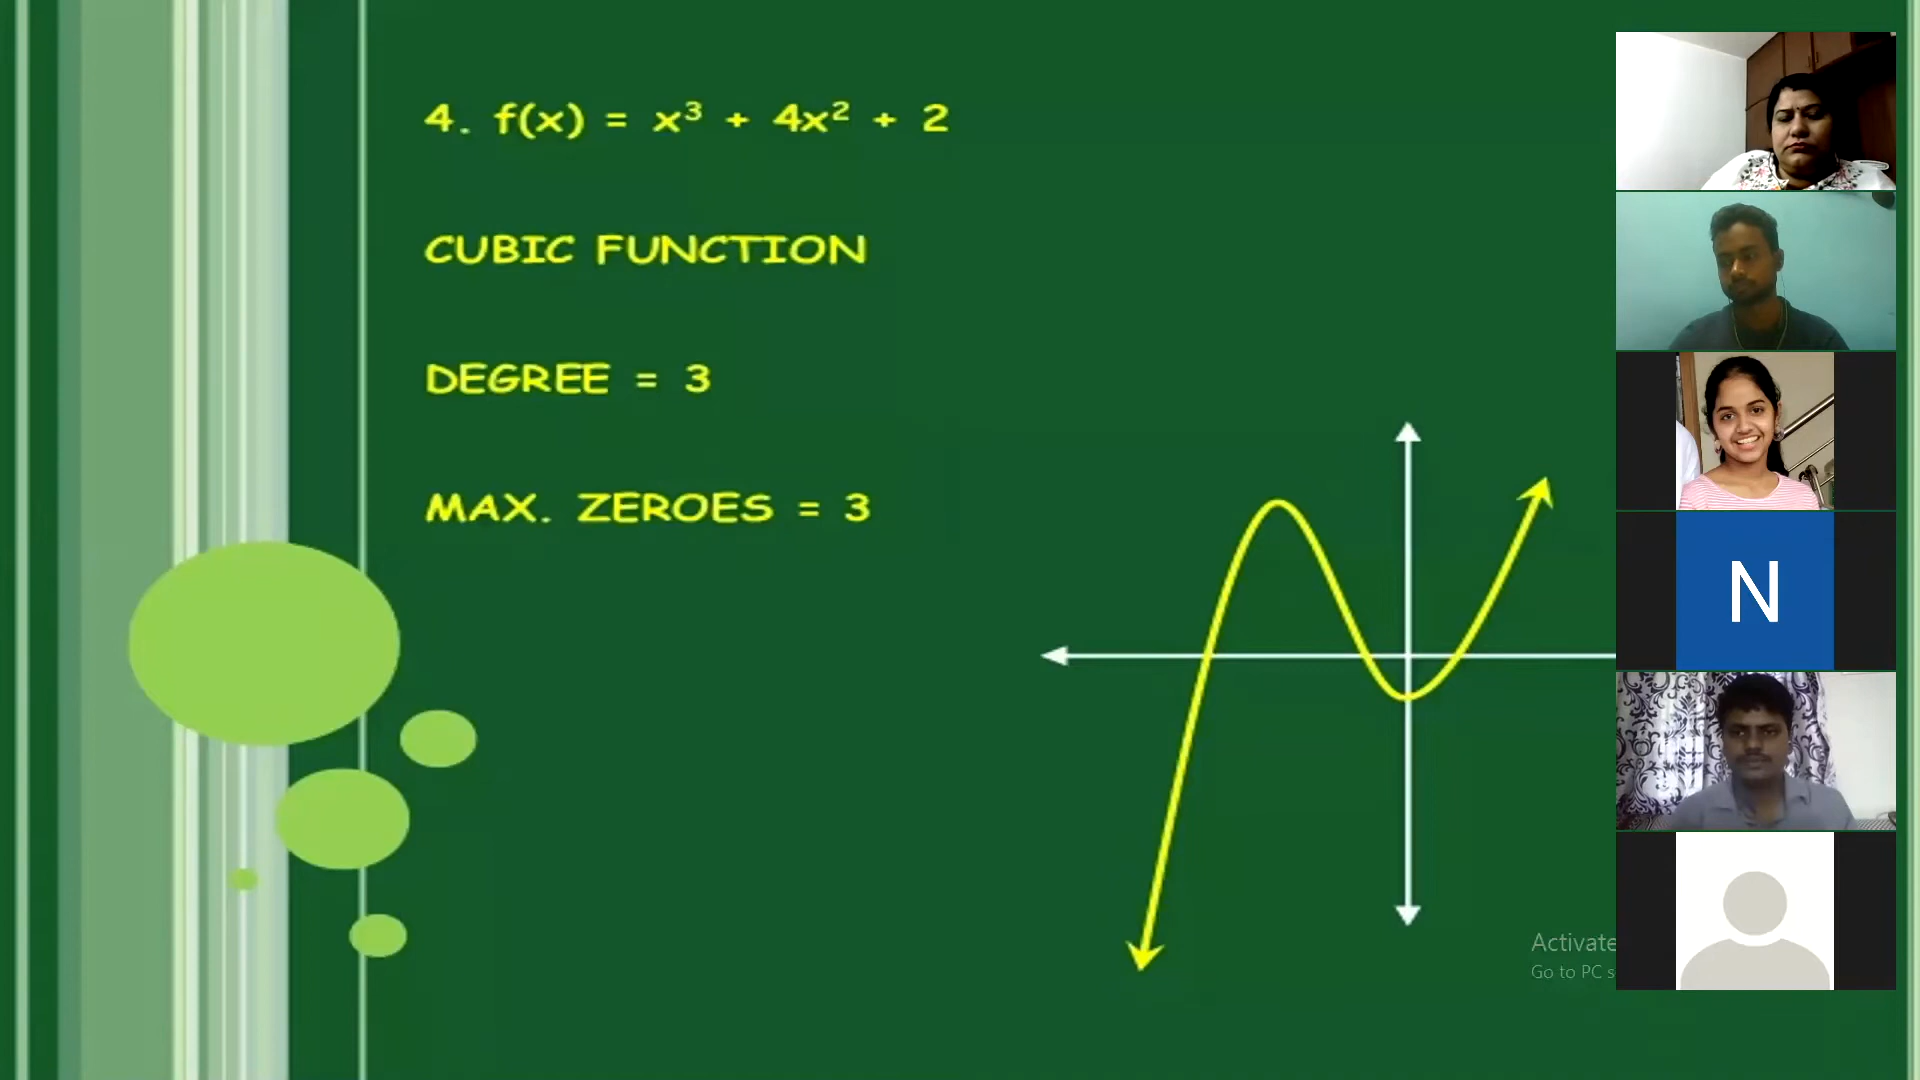 4. f(x) = x³ + 4x² + 2
CUBIC FUNCTION
DEGREE = 3
MAX. ZEROES = 3
N
Activate
Go to PC s